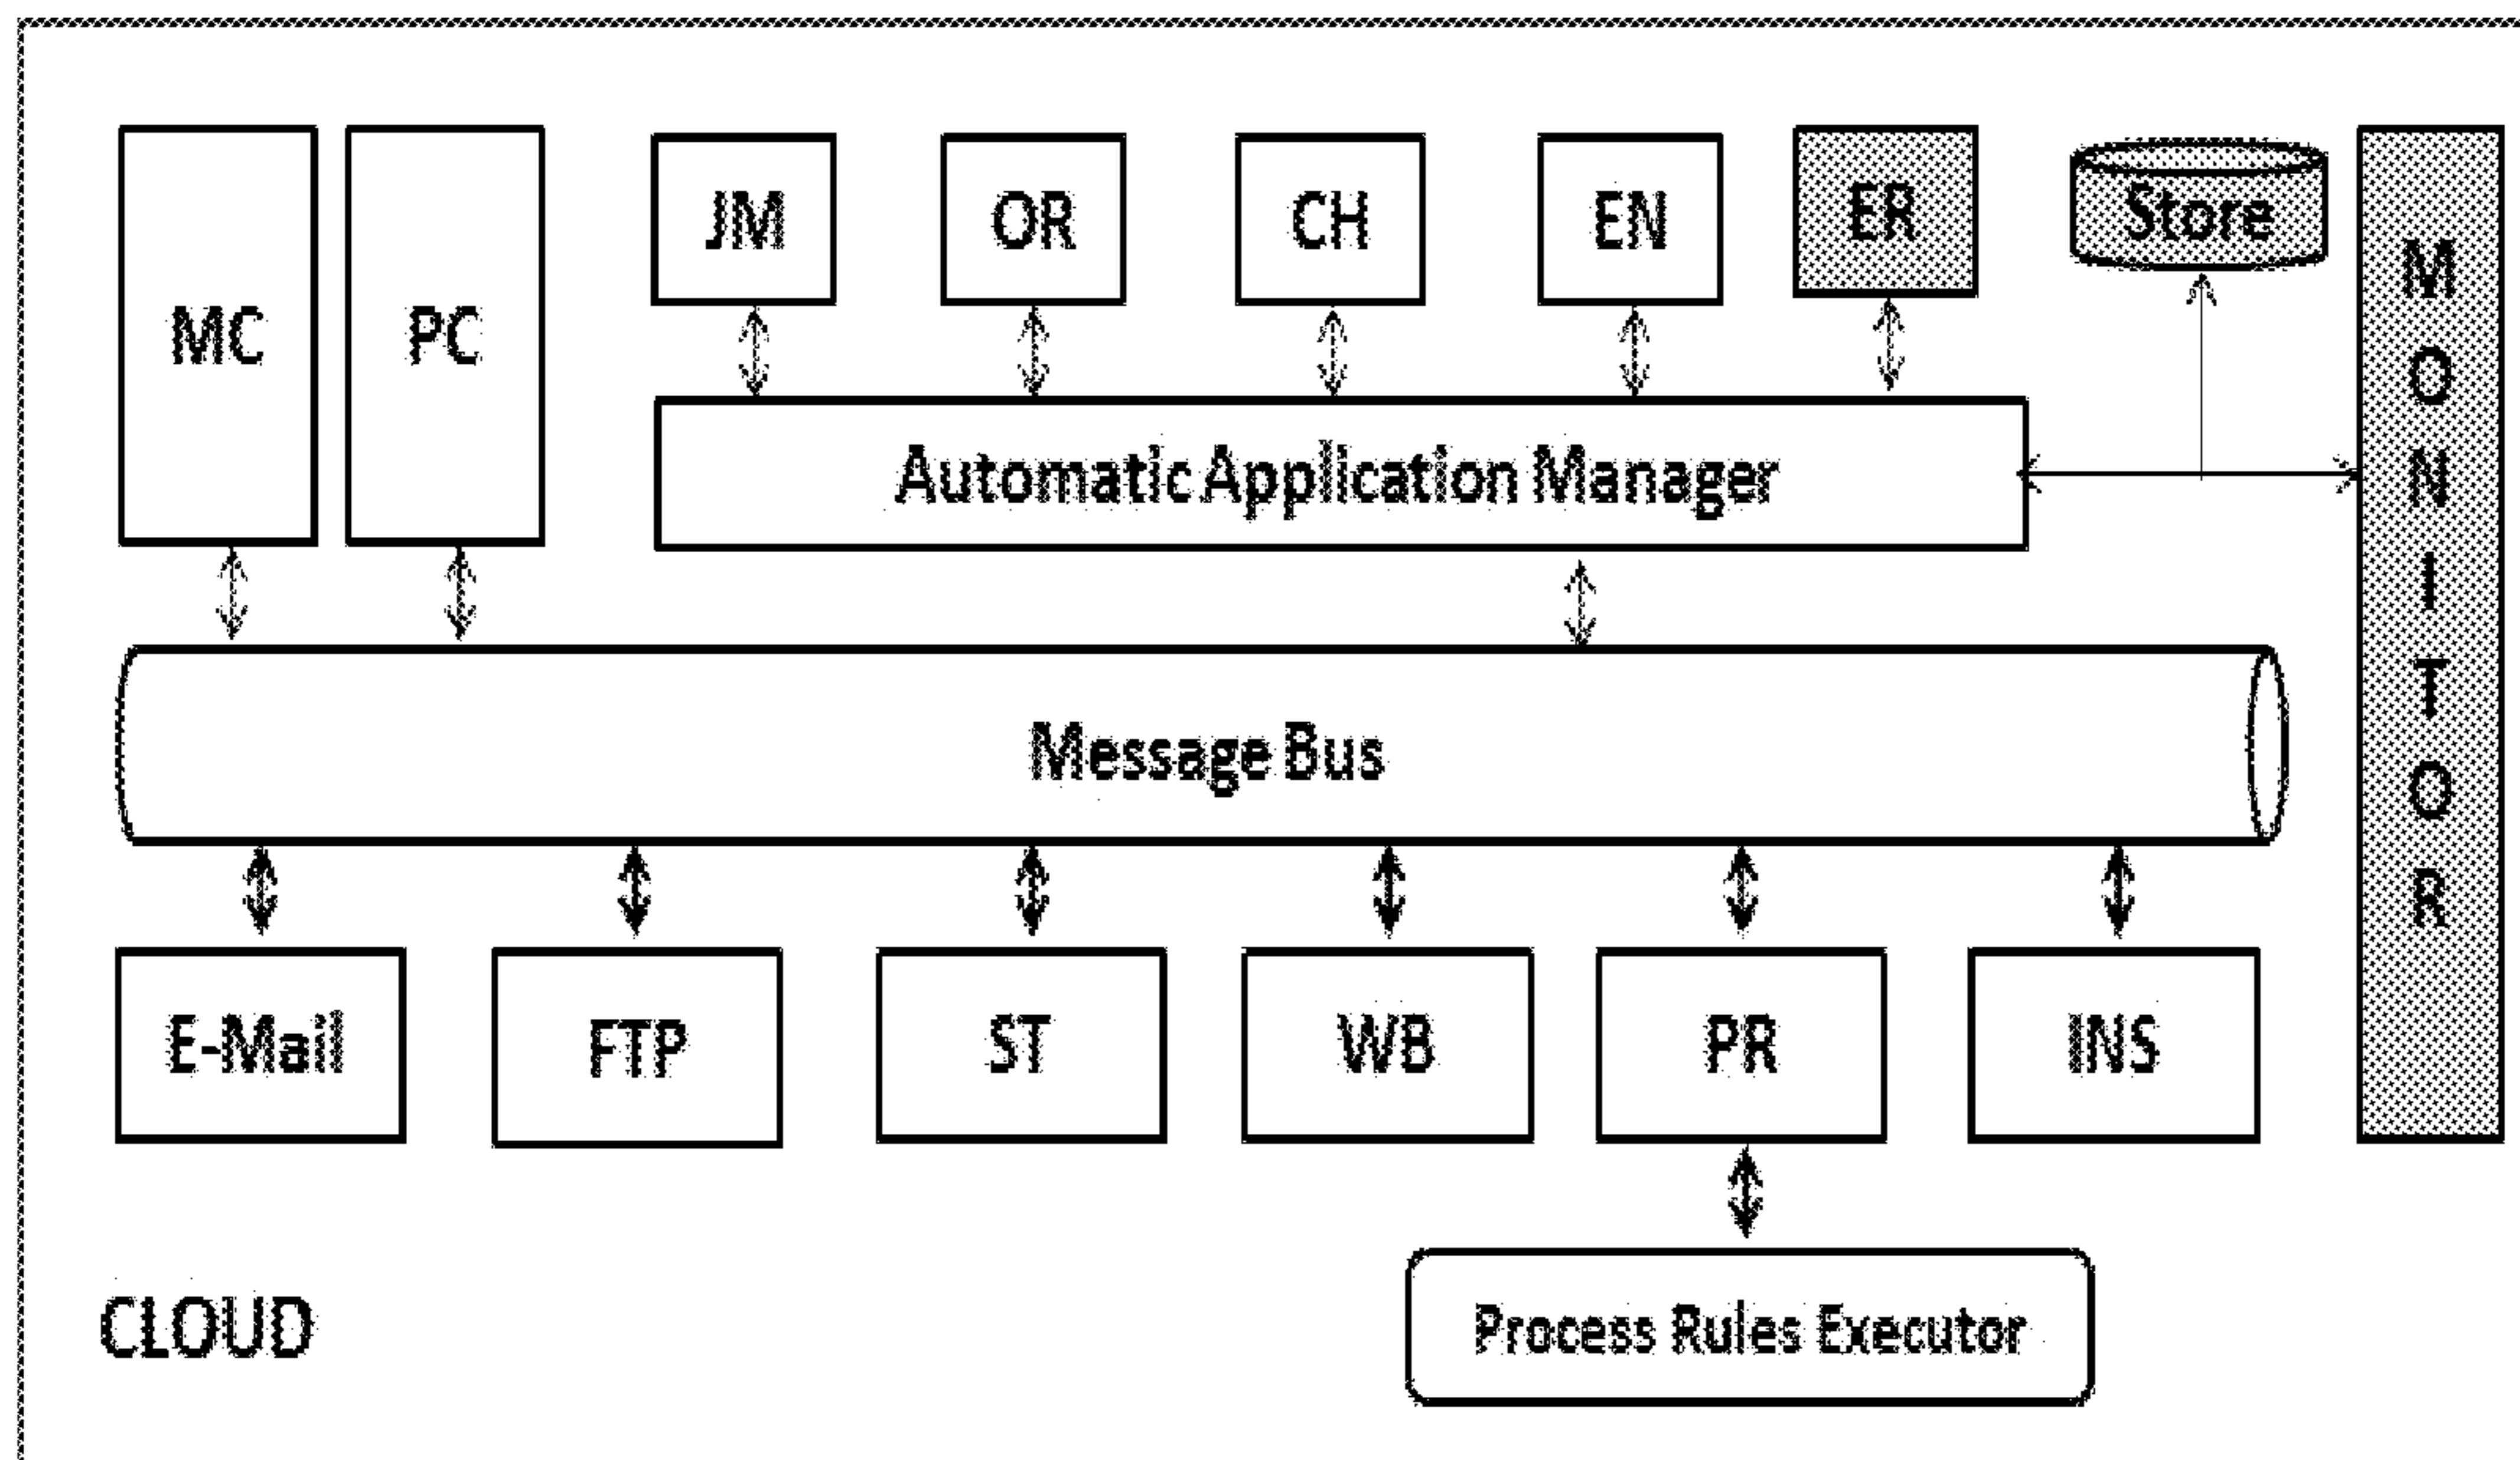 MC
PC
JM
OR
CH
EN
ER
Store
MONITOR
Automatic Application Manager
Message Bus
E-Mail
FTP
ST
WB
PR
INS
CLOUD
Process Rules Executor